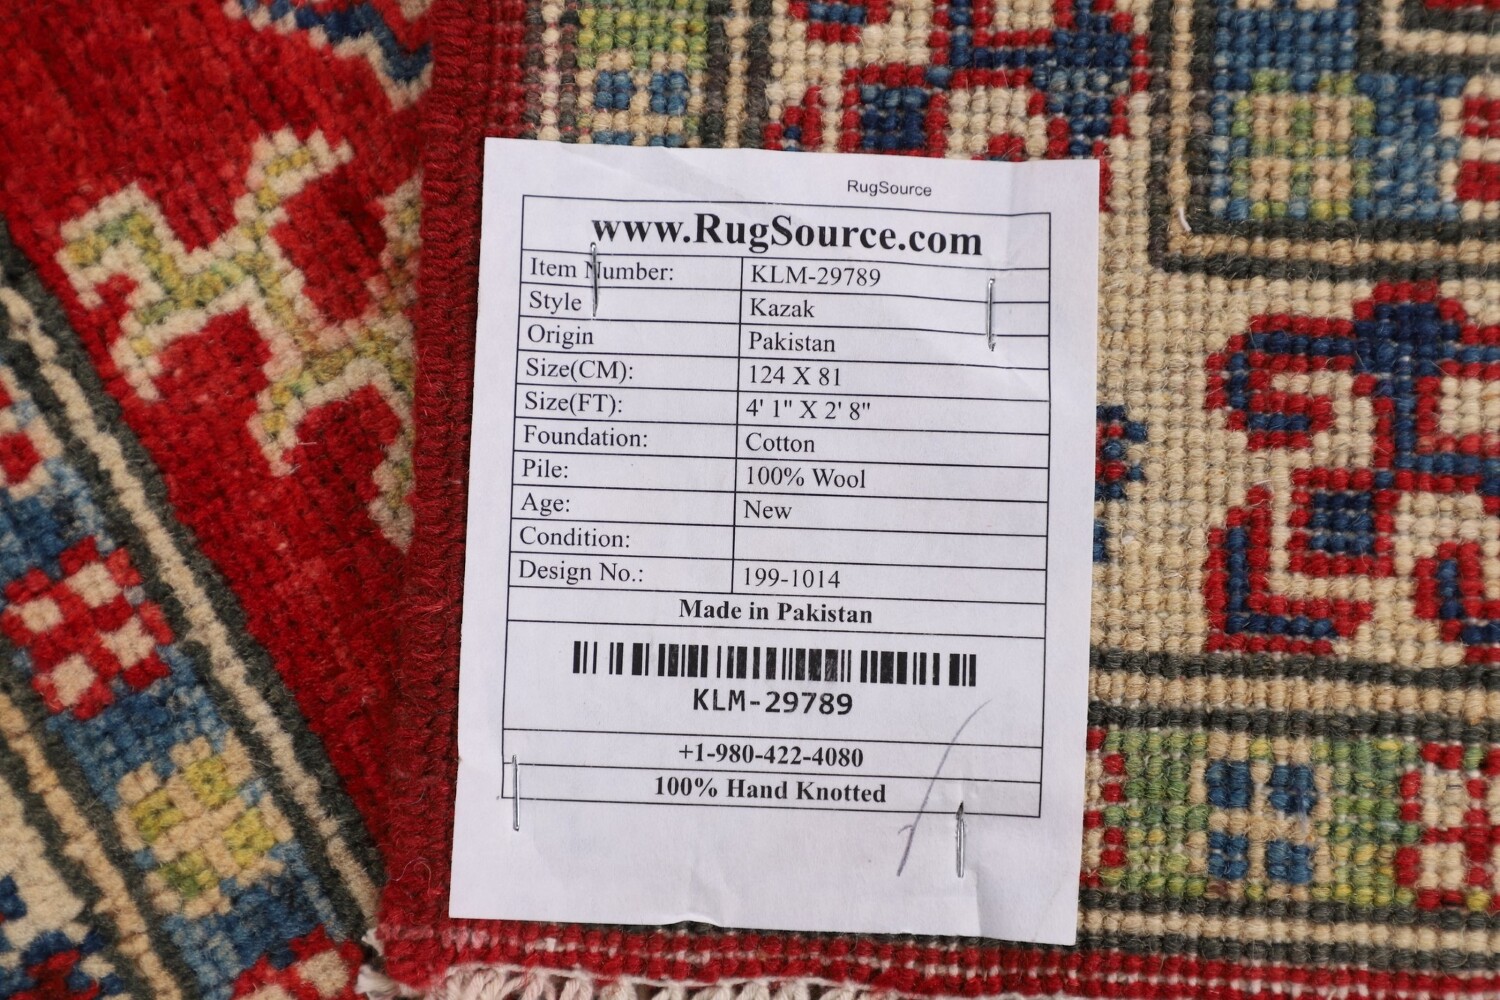 RugSource
www.RugSource.com
Item Number: KLM-29789
Style Kazak
Origin Pakistan
Size(CM): 124 X 81
Size(FT): 4' 1" X 2' 8"
Foundation: Cotton
Pile: 100% Wool
Age: New
Condition:
Design No.: 199-1014
Made in Pakistan
KLM-29789
+1-980-422-4080
100% Hand Knotted